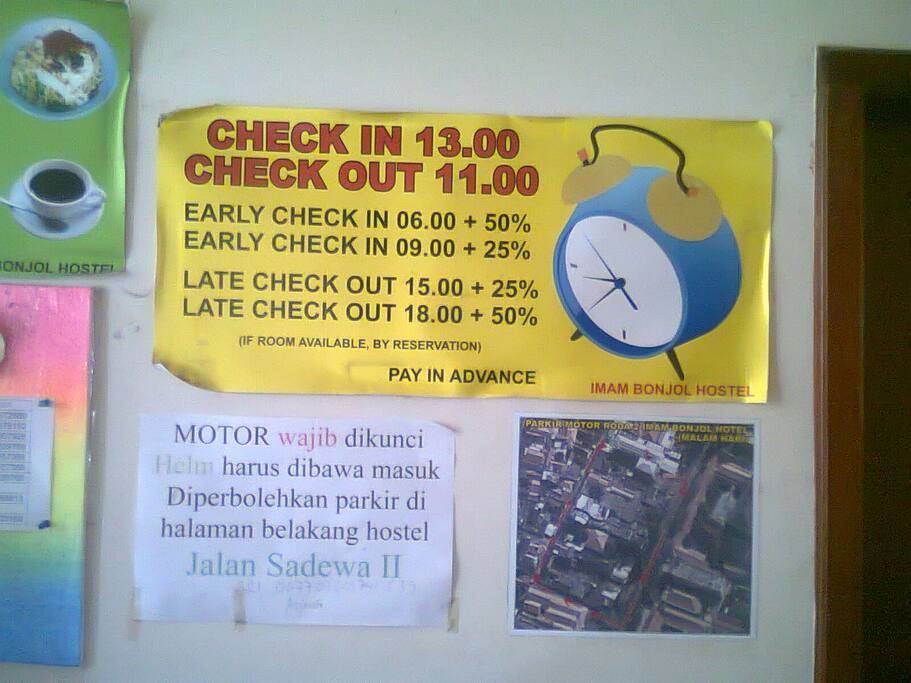 CHECK IN 13.00
CHECK OUT 11.00
EARLY CHECK IN 06.00 + 50%
EARLY CHECK IN 09.00 + 25%
LATE CHECK OUT 15.00 + 25%
LATE CHECK OUT 18.00 + 50%
(IF ROOM AVAILABLE, BY RESERVATION)
PAY IN ADVANCE
IMAM BONJOL HOSTEL
BONJOL HOSTEL
MOTOR wajib dikunci
Helm harus dibawa masuk
Diperbolehkan parkir di
halaman belakang hostel
Jalan Sadewa II
PARKIR MOTOR RODA 2 IMAM BONJOL HOTEL
(MALAM HARI)